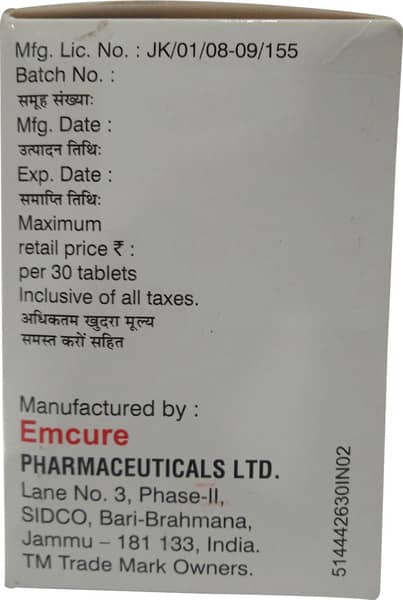 Mfg. Lic. No. : JK/01/08-09/155
Batch No. :
समूह संख्याः
Mfg. Date :
उत्पादन तिथिः
Exp. Date :
समाप्ति तिथिः
Maximum
retail price ₹ :
per 30 tablets
Inclusive of all taxes.
अधिकतम खुदरा मूल्य
समस्त करों सहित
Manufactured by :
Emcure
PHARMACEUTICALS LTD.
Lane No. 3, Phase-II,
SIDCO, Bari-Brahmana,
Jammu – 181 133, India.
TM Trade Mark Owners.
514442630IN02